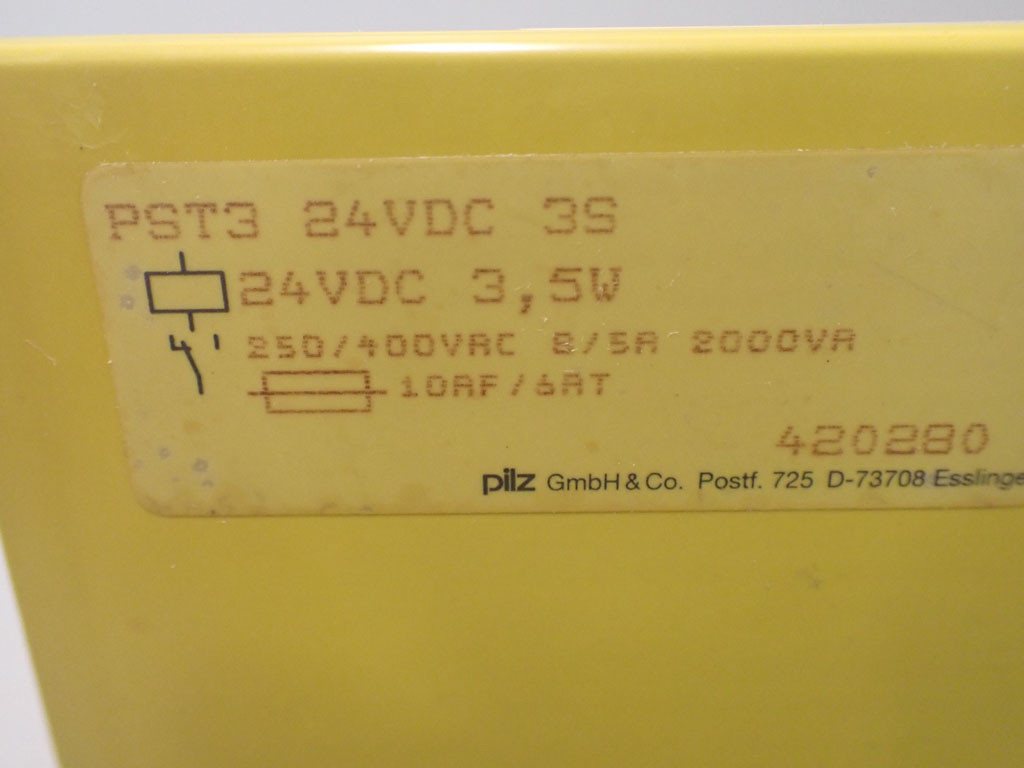 PST3 24VDC 3S
24VDC 3,5W
250/400VAC 8/5A 2000VA
10AF/6AT
420280
pilz GmbH & Co. Postf. 725 D-73708 Esslinge